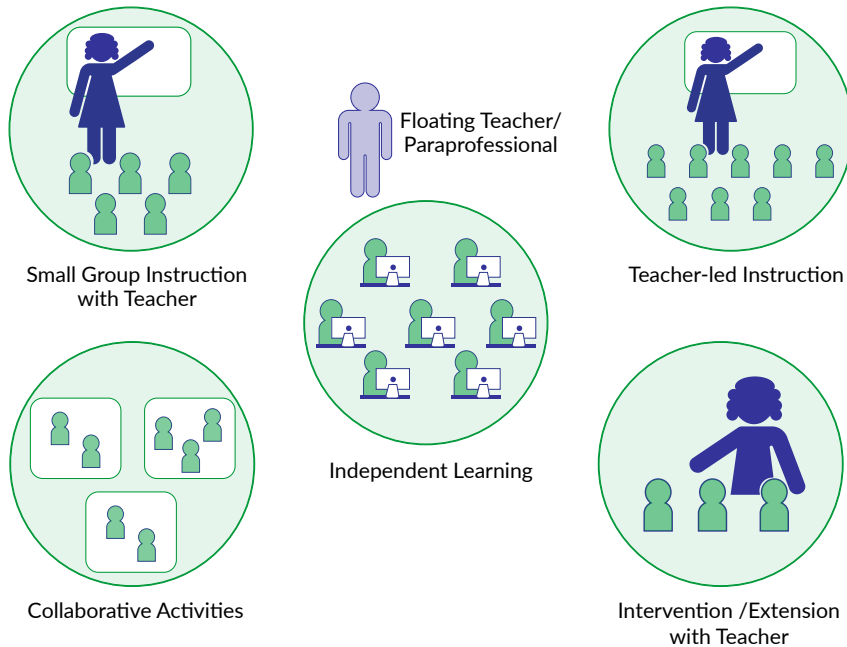 Floating Teacher/
Paraprofessional
Small Group Instruction
with Teacher
Teacher-led Instruction
Independent Learning
Collaborative Activities
Intervention /Extension
with Teacher